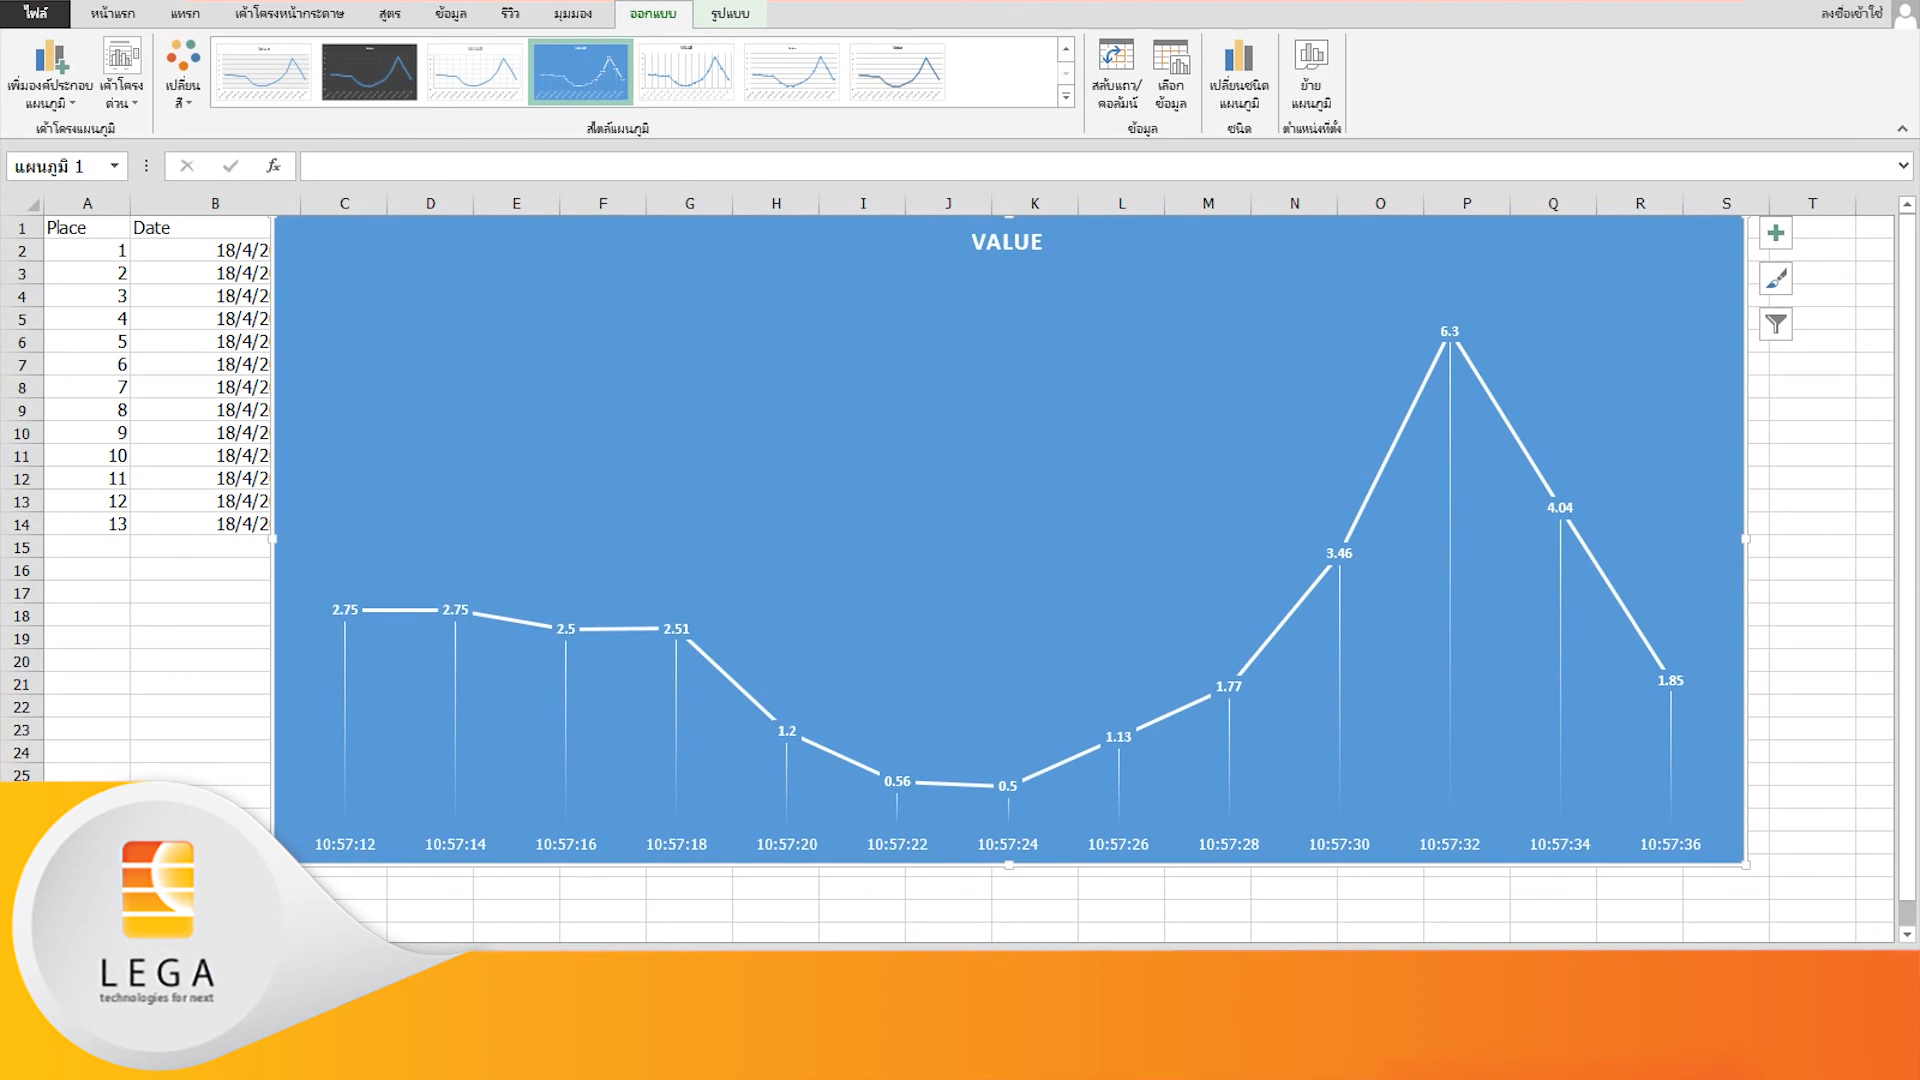 ไฟล์ หน้าแรก แทรก เค้าโครงหน้ากระดาษ สูตร ข้อมูล รีวิว มุมมอง ออกแบบ รูปแบบ ลงชื่อเข้าใช้
เพิ่มองค์ประกอบ เค้าโครง เปลี่ยน สลับแถว/ เลือก เปลี่ยนชนิด ย้าย
แผนภูมิ ด่วน สี คอลัมน์ ข้อมูล แผนภูมิ แผนภูมิ
เค้าโครงแผนภูมิ สไตล์แผนภูมิ ข้อมูล ชนิด ตำแหน่งที่ตั้ง
แผนภูมิ 1 fx
A B C D E F G H I J K L M N O P Q R S T
1 Place Date
2 1 18/4/2
3 2 18/4/2
4 3 18/4/2
5 4 18/4/2
6 5 18/4/2
7 6 18/4/2
8 7 18/4/2
9 8 18/4/2
10 9 18/4/2
11 10 18/4/2
12 11 18/4/2
13 12 18/4/2
14 13 18/4/2
15
16
17
18
19
20
21
22
23
24
25
VALUE
2.75 2.75 2.5 2.51 1.2 0.56 0.5 1.13 1.77 3.46 6.3 4.04 1.85
10:57:12 10:57:14 10:57:16 10:57:18 10:57:20 10:57:22 10:57:24 10:57:26 10:57:28 10:57:30 10:57:32 10:57:34 10:57:36
LEGA
technologies for next